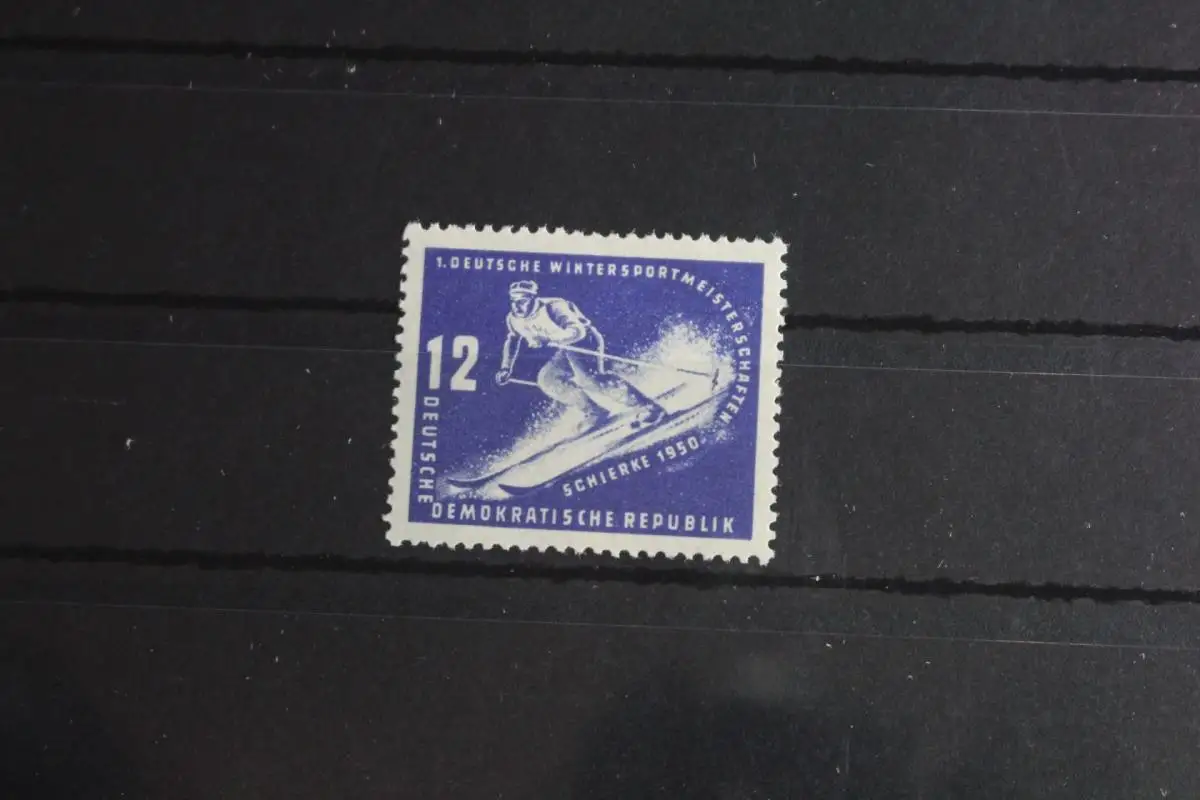 1. DEUTSCHE WINTERSPORTMEISTERSCHAFTEN
12
SCHIERKE 1950
DEUTSCHE
DEMOKRATISCHE REPUBLIK